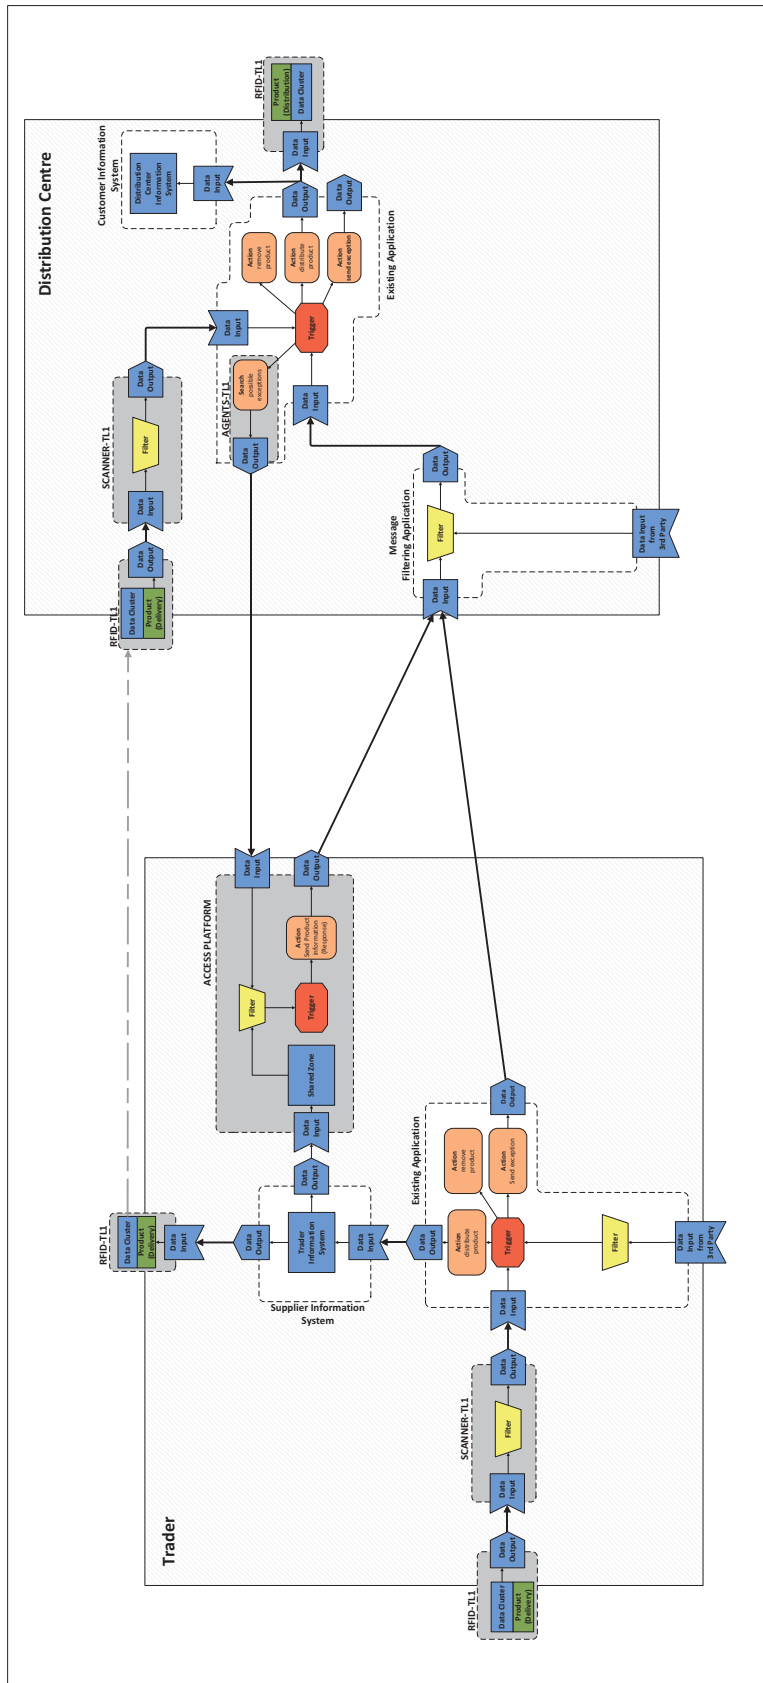 Trader
RFID-TL1
Data Cluster
Product
(Delivery)
Data
Output
SCANNER-TL1
Data
Input
Filter
Data
Output
Existing Application
Data
Input
Trigger
Action
distribute
product
Action
remove
product
Action
Send exception
Data
Output
Data
Output
Filter
Data
Input
from
3rd Party
Supplier Information
System
Data
Input
Trader
Information
System
Data
Output
Data
Output
RFID-TL1
Data
Input
Data Cluster
Product
(Delivery)
ACCESS PLATFORM
Data
Input
Shared Zone
Filter
Trigger
Action
Send Product
information
(Response)
Data
Input
Data
Output
Distribution Centre
RFID-TL1
Data Cluster
Product
(Delivery)
Data
Output
SCANNER-TL1
Data
Input
Filter
Data
Output
Message
Filtering Application
Data
Input
Filter
Data
Output
Data Input
from
3rd Party
AGENTS-TL1
Data
Output
Search
possible
exceptions
Data
Input
Data
Input
Trigger
Action
remove
product
Action
distribute
product
Action
send exception
Existing Application
Data
Output
Data
Output
Customer Information
System
Data
Input
Distribution
Center
Information
System
RFID-TL1
Data
Input
Product
(Distribution)
Data Cluster